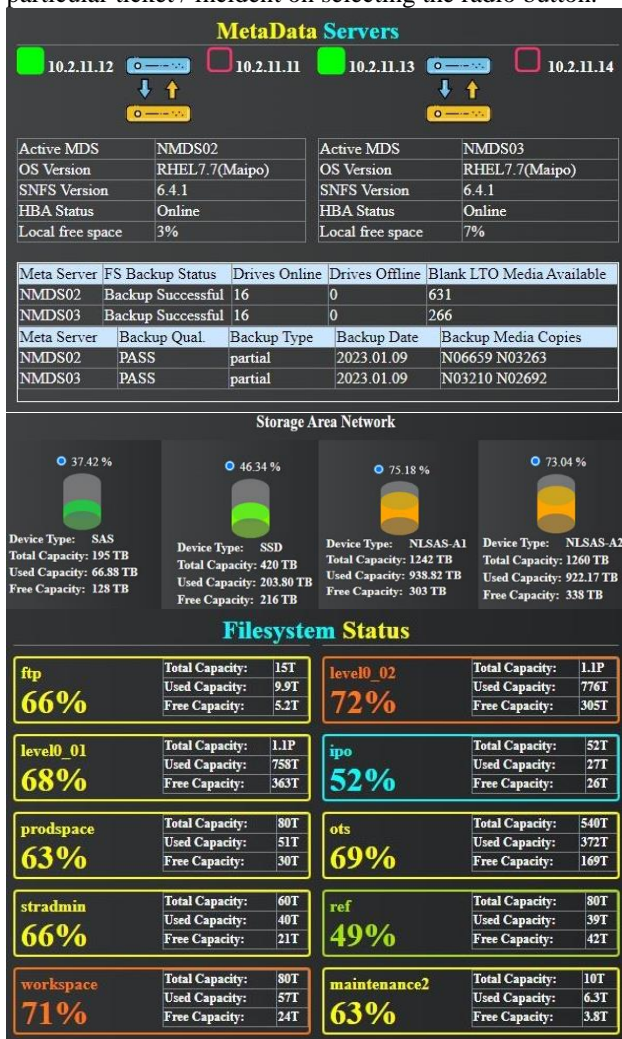 particular ticket / incident on selecting the radio button.
MetaData Servers
10.2.11.12 10.2.11.11 10.2.11.13 10.2.11.14
Active MDS NMDS02 Active MDS NMDS03
OS Version RHEL7.7(Maipo) OS Version RHEL7.7(Maipo)
SNFS Version 6.4.1 SNFS Version 6.4.1
HBA Status Online HBA Status Online
Local free space 3% Local free space 7%
Meta Server FS Backup Status Drives Online Drives Offline Blank LTO Media Available
NMDS02 Backup Successful 16 0 631
NMDS03 Backup Successful 16 0 266
Meta Server Backup Qual. Backup Type Backup Date Backup Media Copies
NMDS02 PASS partial 2023.01.09 N06659 N03263
NMDS03 PASS partial 2023.01.09 N03210 N02692
Storage Area Network
37.42 % 46.34 % 75.18 % 73.04 %
Device Type: SAS
Total Capacity: 195 TB
Used Capacity: 66.88 TB
Free Capacity: 128 TB
Device Type: SSD
Total Capacity: 420 TB
Used Capacity: 203.80 TB
Free Capacity: 216 TB
Device Type: NLSAS-A1
Total Capacity: 1242 TB
Used Capacity: 938.82 TB
Free Capacity: 303 TB
Device Type: NLSAS-A2
Total Capacity: 1260 TB
Used Capacity: 922.17 TB
Free Capacity: 338 TB
Filesystem Status
ftp
66%
Total Capacity: 15T
Used Capacity: 9.9T
Free Capacity: 5.2T
level0_02
72%
Total Capacity: 1.1P
Used Capacity: 776T
Free Capacity: 305T
level0_01
68%
Total Capacity: 1.1P
Used Capacity: 758T
Free Capacity: 363T
ipo
52%
Total Capacity: 52T
Used Capacity: 27T
Free Capacity: 26T
prodspace
63%
Total Capacity: 80T
Used Capacity: 51T
Free Capacity: 30T
ots
69%
Total Capacity: 540T
Used Capacity: 372T
Free Capacity: 169T
stradmin
66%
Total Capacity: 60T
Used Capacity: 40T
Free Capacity: 21T
ref
49%
Total Capacity: 80T
Used Capacity: 39T
Free Capacity: 42T
workspace
71%
Total Capacity: 80T
Used Capacity: 57T
Free Capacity: 24T
maintenance2
63%
Total Capacity: 10T
Used Capacity: 6.3T
Free Capacity: 3.8T